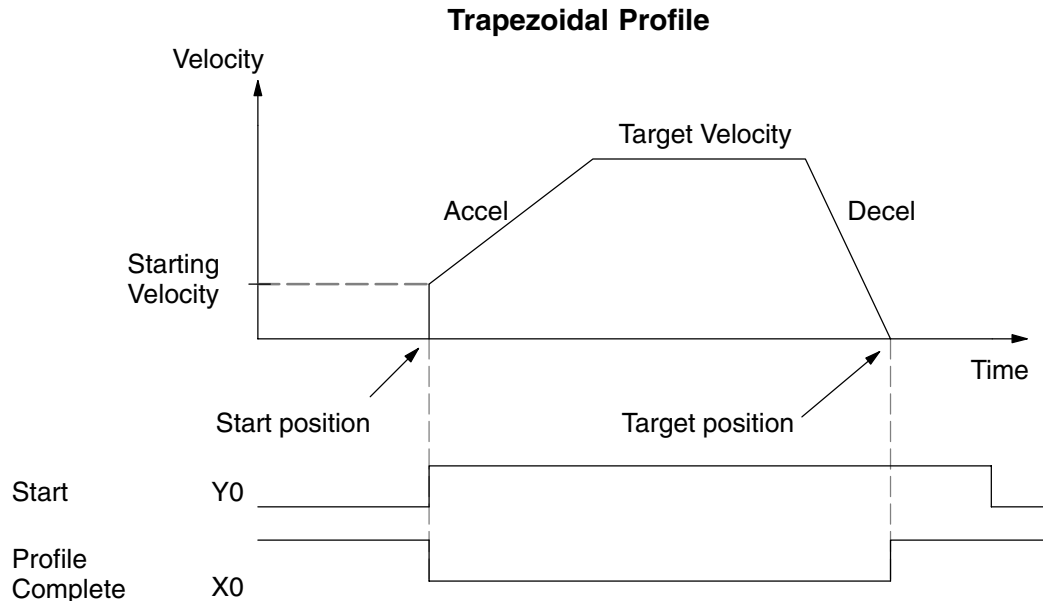 Trapezoidal Profile
Velocity
Target Velocity
Accel
Decel
Starting
Velocity
Time
Start position
Target position
Start Y0
Profile
Complete X0